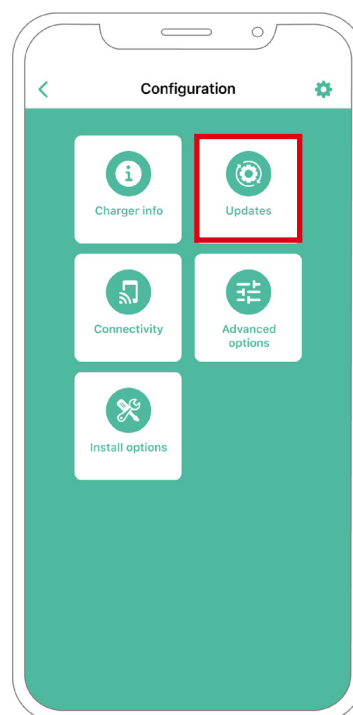 Configuration
Charger info
Updates
Connectivity
Advanced
options
Install options